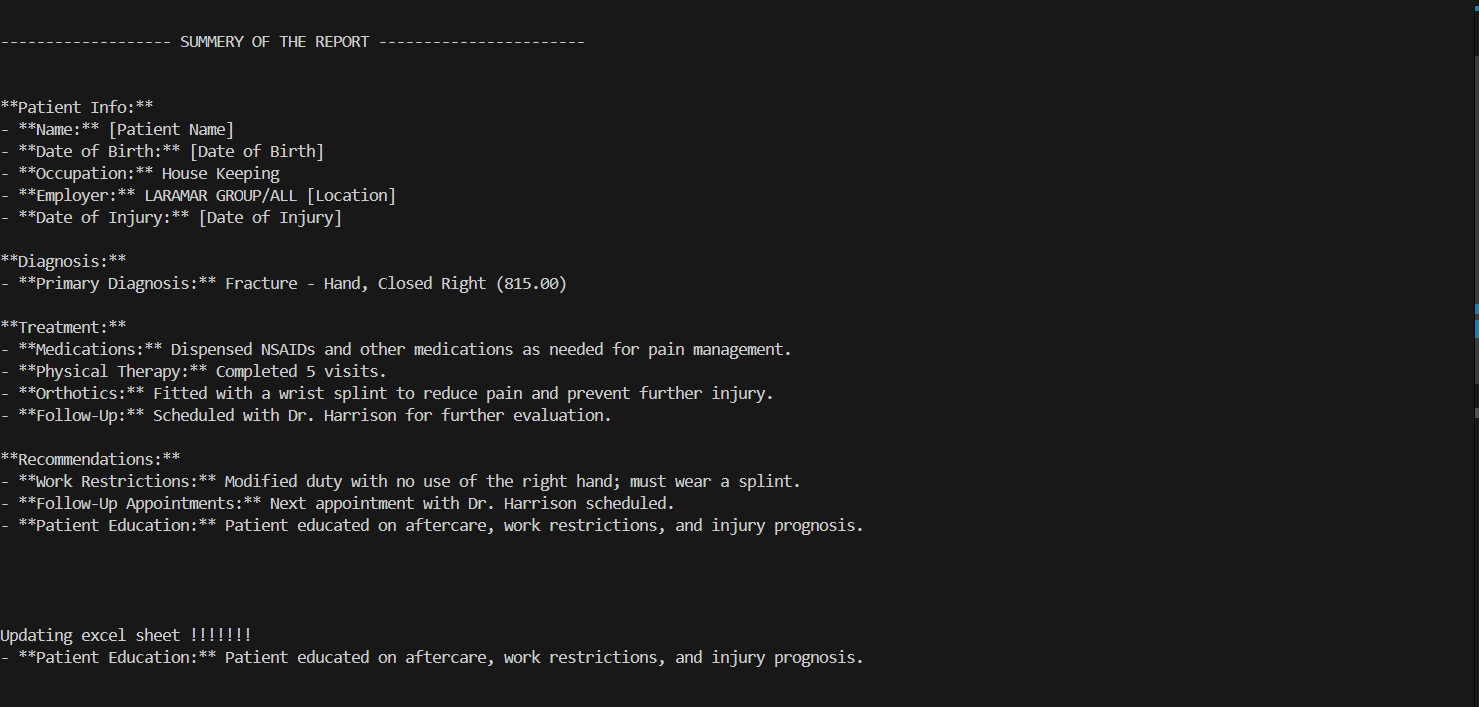 ------------------- SUMMERY OF THE REPORT -----------------------
**Patient Info:**
- **Name:** [Patient Name]
- **Date of Birth:** [Date of Birth]
- **Occupation:** House Keeping
- **Employer:** LARAMAR GROUP/ALL [Location]
- **Date of Injury:** [Date of Injury]
**Diagnosis:**
- **Primary Diagnosis:** Fracture - Hand, Closed Right (815.00)
**Treatment:**
- **Medications:** Dispensed NSAIDs and other medications as needed for pain management.
- **Physical Therapy:** Completed 5 visits.
- **Orthotics:** Fitted with a wrist splint to reduce pain and prevent further injury.
- **Follow-Up:** Scheduled with Dr. Harrison for further evaluation.
**Recommendations:**
- **Work Restrictions:** Modified duty with no use of the right hand; must wear a splint.
- **Follow-Up Appointments:** Next appointment with Dr. Harrison scheduled.
- **Patient Education:** Patient educated on aftercare, work restrictions, and injury prognosis.
Updating excel sheet !!!!!!!
- **Patient Education:** Patient educated on aftercare, work restrictions, and injury prognosis.